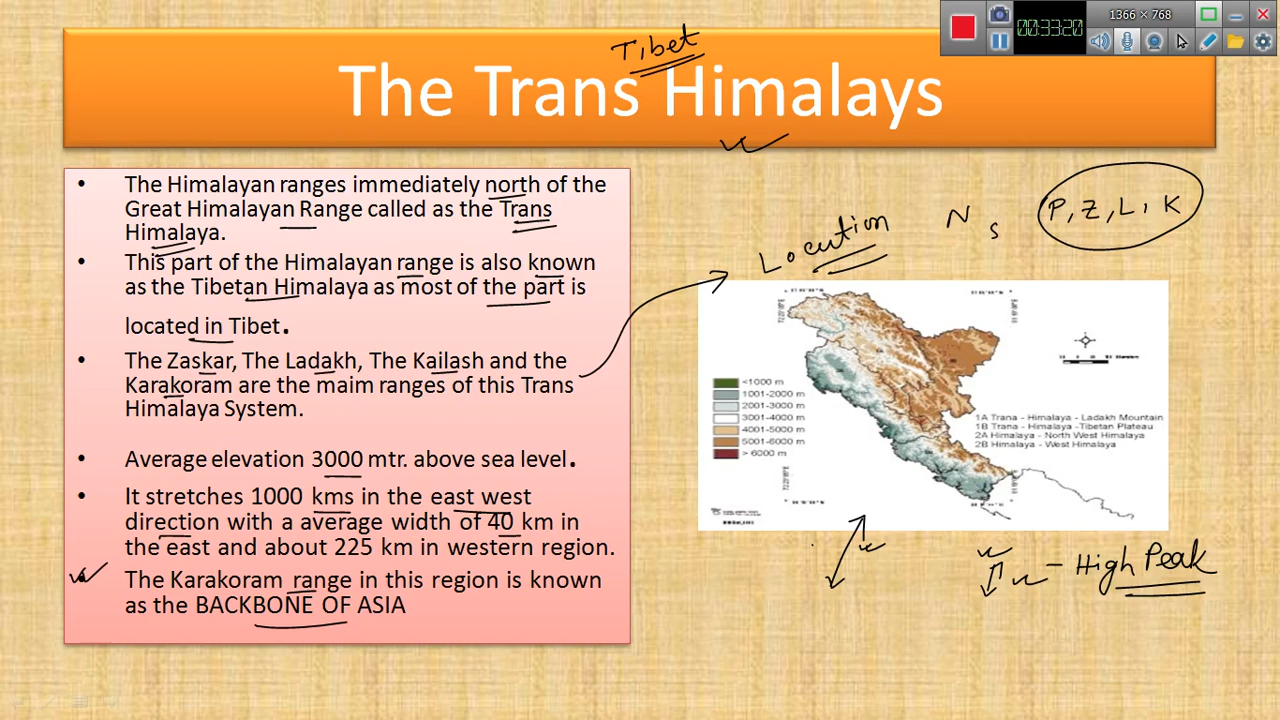 1366 × 768
00:33:20
Tibet
The Trans Himalays
• The Himalayan ranges immediately north of the
Great Himalayan Range called as the Trans
Himalaya.
• This part of the Himalayan range is also known
as the Tibetan Himalaya as most of the part is
located in Tibet.
• The Zaskar, The Ladakh, The Kailash and the
Karakoram are the maim ranges of this Trans
Himalaya System.
• Average elevation 3000 mtr. above sea level.
• It stretches 1000 kms in the east west
direction with a average width of 40 km in
the east and about 225 km in western region.
• The Karakoram range in this region is known
as the BACKBONE OF ASIA
Locution
N
S
P, Z, L, K
<1000 m
1001-2000 m
2001-3000 m
3001-4000 m
4001-5000 m
5001-6000 m
> 6000 m
1A Trana - Himalaya - Ladakh Mountain
1B Trana - Himalaya -Tibetan Plateau
2A Himalaya - North West Himalaya
2B Himalaya - West Himalaya
- High Peak